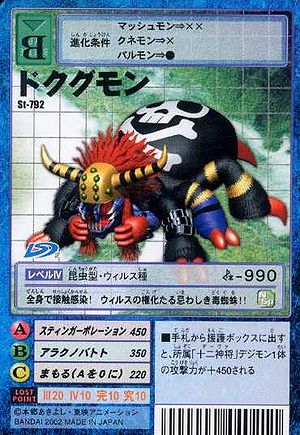 進化条件
マッシュモン⇒××
クネモン⇒×
パルモン⇒●
ドクグモン
St-792
レベルⅣ 昆虫型・ウィルス種
990
全身で接触感染! ウィルスの権化たる忌わしき毒蜘蛛!!
A スティンガーポレーション 450
B アラクノバトト 350
C まもる(AをOに) 220
■手札から援護ボックスに出すと、所属「十二神将」デジモン1体の攻撃力が+450される
LOST POINT Ⅲ20 Ⅳ10 完10 究10
©本郷あきよし・東映アニメーション
BANDAI 2002 MADE IN JAPAN